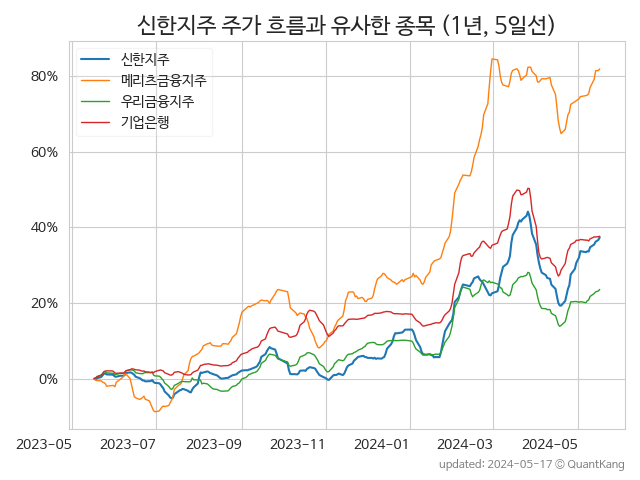 신한지주 주가 흐름과 유사한 종목 (1년, 5일선)
신한지주
메리츠금융지주
우리금융지주
기업은행
80%
60%
40%
20%
0%
2023-05 2023-07 2023-09 2023-11 2024-01 2024-03 2024-05
updated: 2024-05-17 © QuantKang